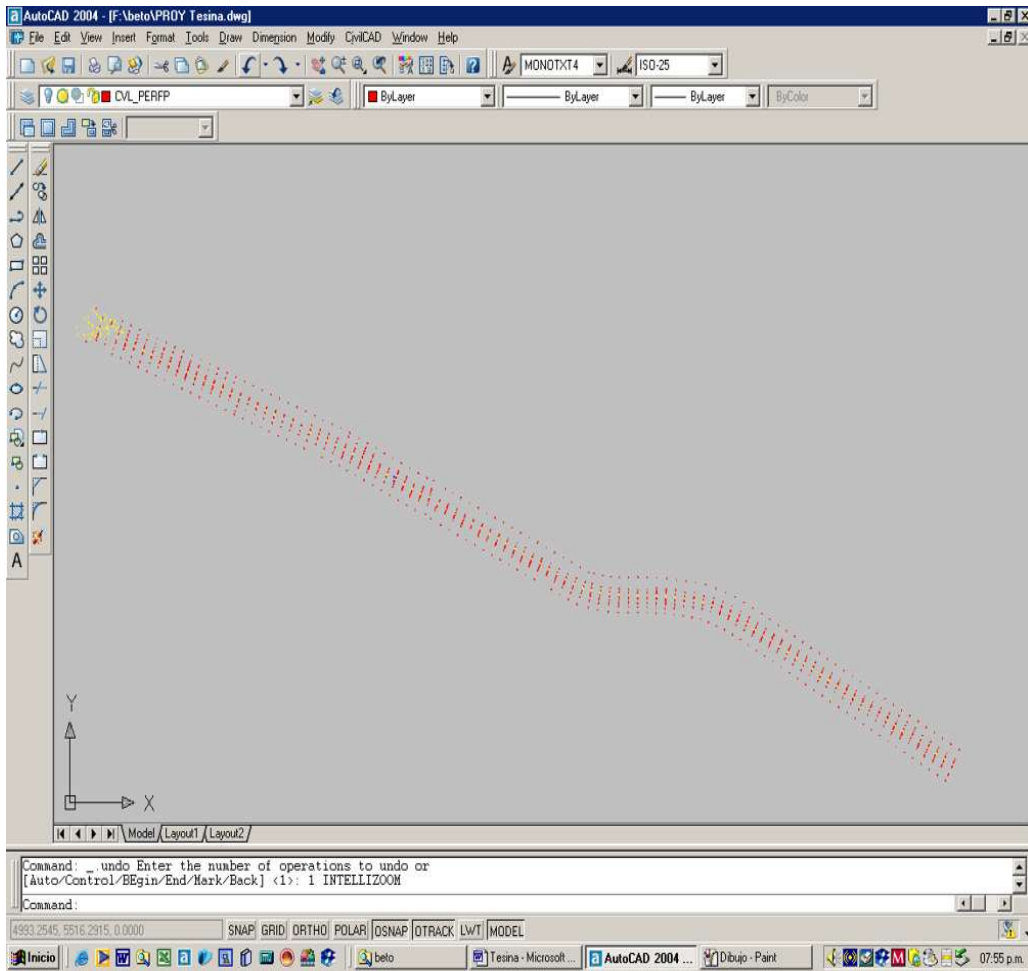 AutoCAD 2004 - [F:\beto\PROY Tesina.dwg]
File Edit View Insert Format Tools Draw Dimension Modify CivilCAD Window Help
MONOTXT4 ISO-25
CVL_PERFP ByLayer ByLayer ByLayer ByColor
A
Y
X
Model Layout1 Layout2
Command: _.undo Enter the number of operations to undo or
[Auto/Control/BEgin/End/Mark/Back] <1>: 1 INTELLIZOOM
Command:
4993.2545, 5516.2915, 0.0000 SNAP GRID ORTHO POLAR OSNAP OTRACK LWT MODEL
Inicio beto Tesina - Microsoft ... AutoCAD 2004 ... Dibujo - Paint 07:55 p.m.